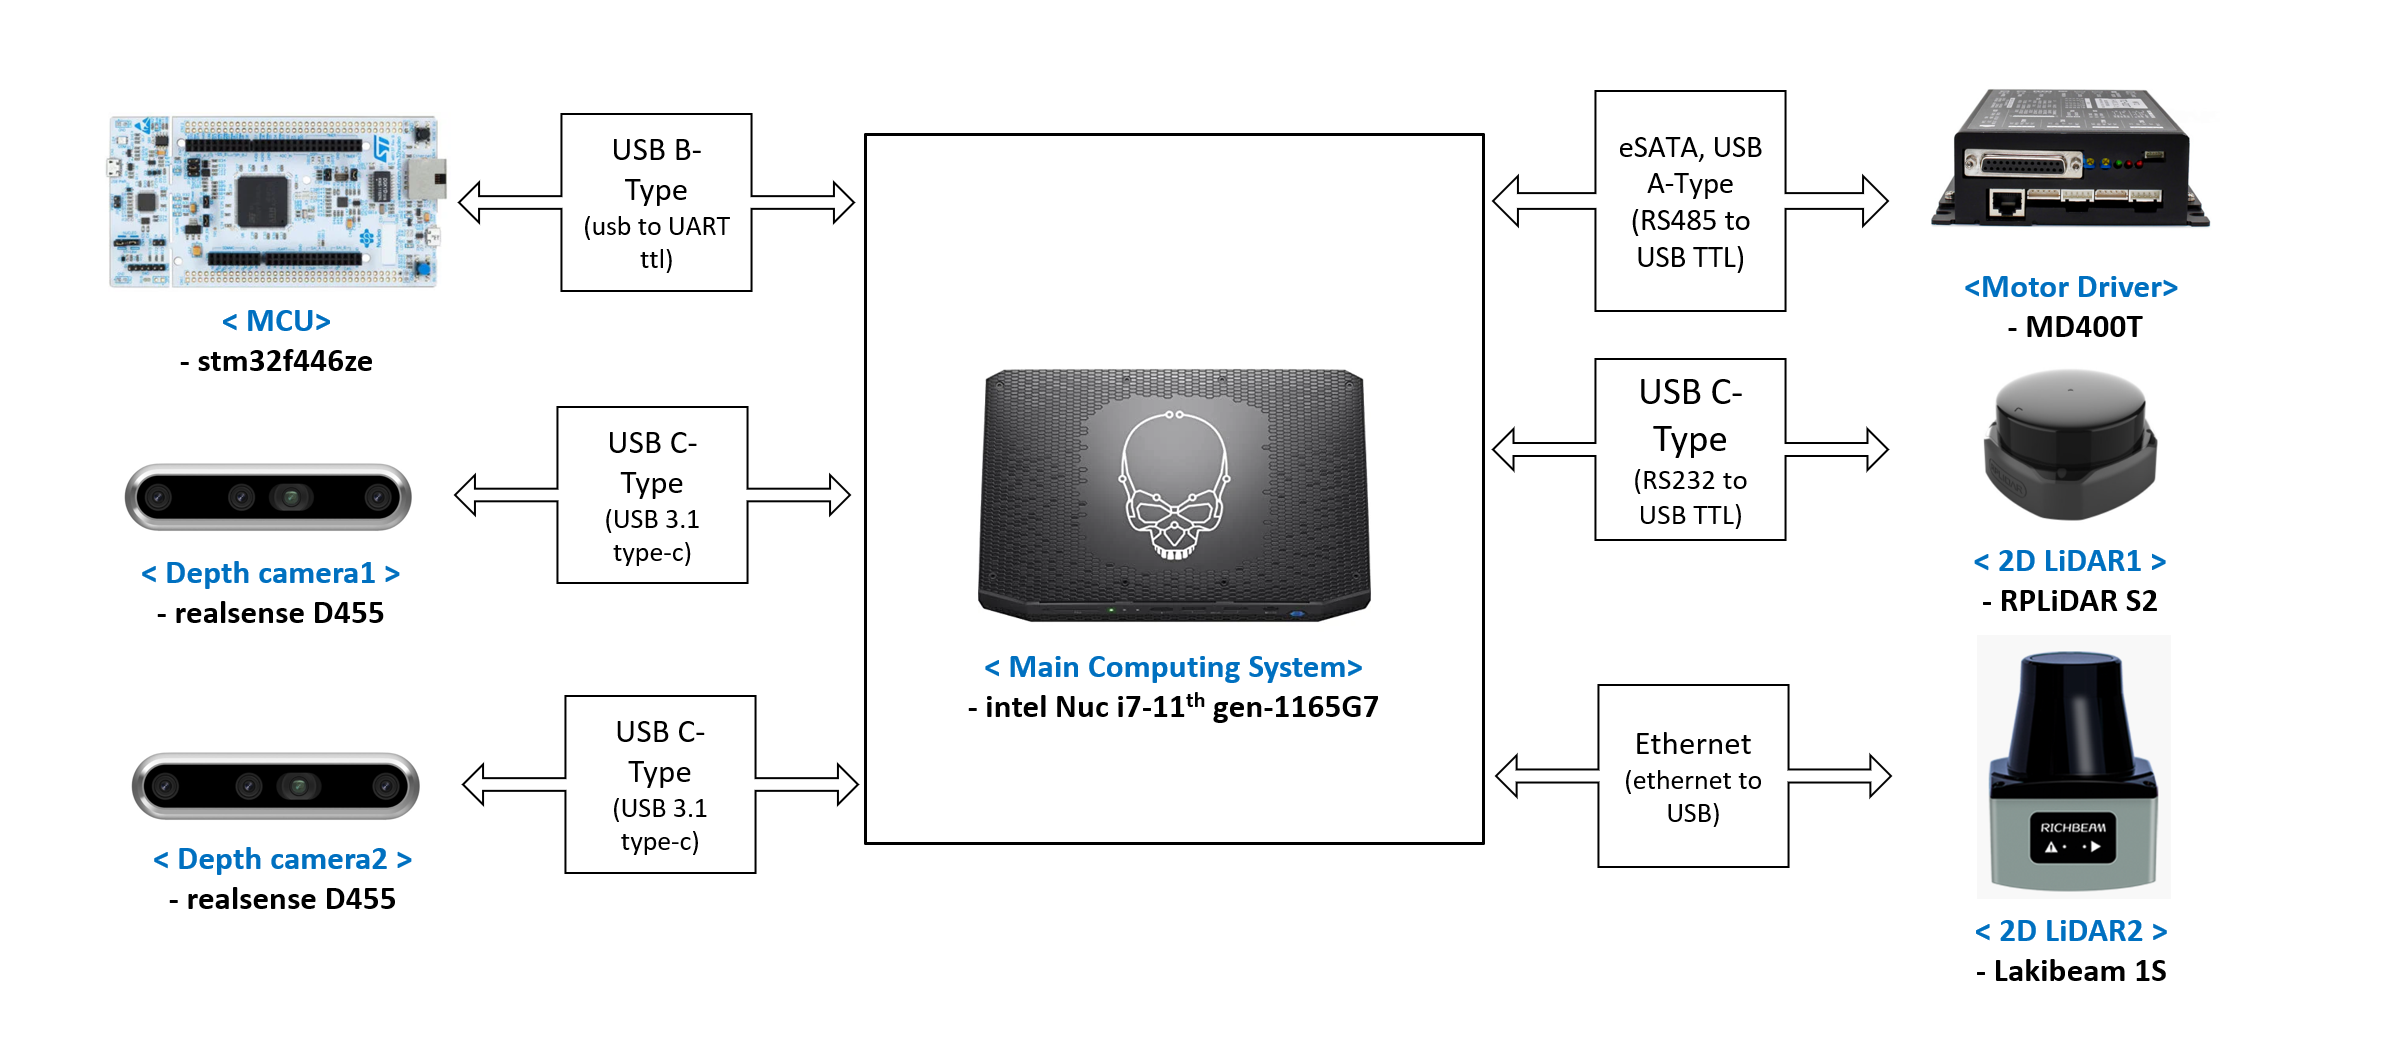 USB B-
Type
(usb to UART
ttl)
< MCU>
- stm32f446ze
USB C-
Type
(USB 3.1
type-c)
< Depth camera1 >
- realsense D455
USB C-
Type
(USB 3.1
type-c)
< Depth camera2 >
- realsense D455
< Main Computing System>
- intel Nuc i7-11th gen-1165G7
eSATA, USB
A-Type
(RS485 to
USB TTL)
<Motor Driver>
- MD400T
USB C-
Type
(RS232 to
USB TTL)
< 2D LiDAR1 >
- RPLiDAR S2
Ethernet
(ethernet to
USB)
RICHBEAM
< 2D LiDAR2 >
- Lakibeam 1S